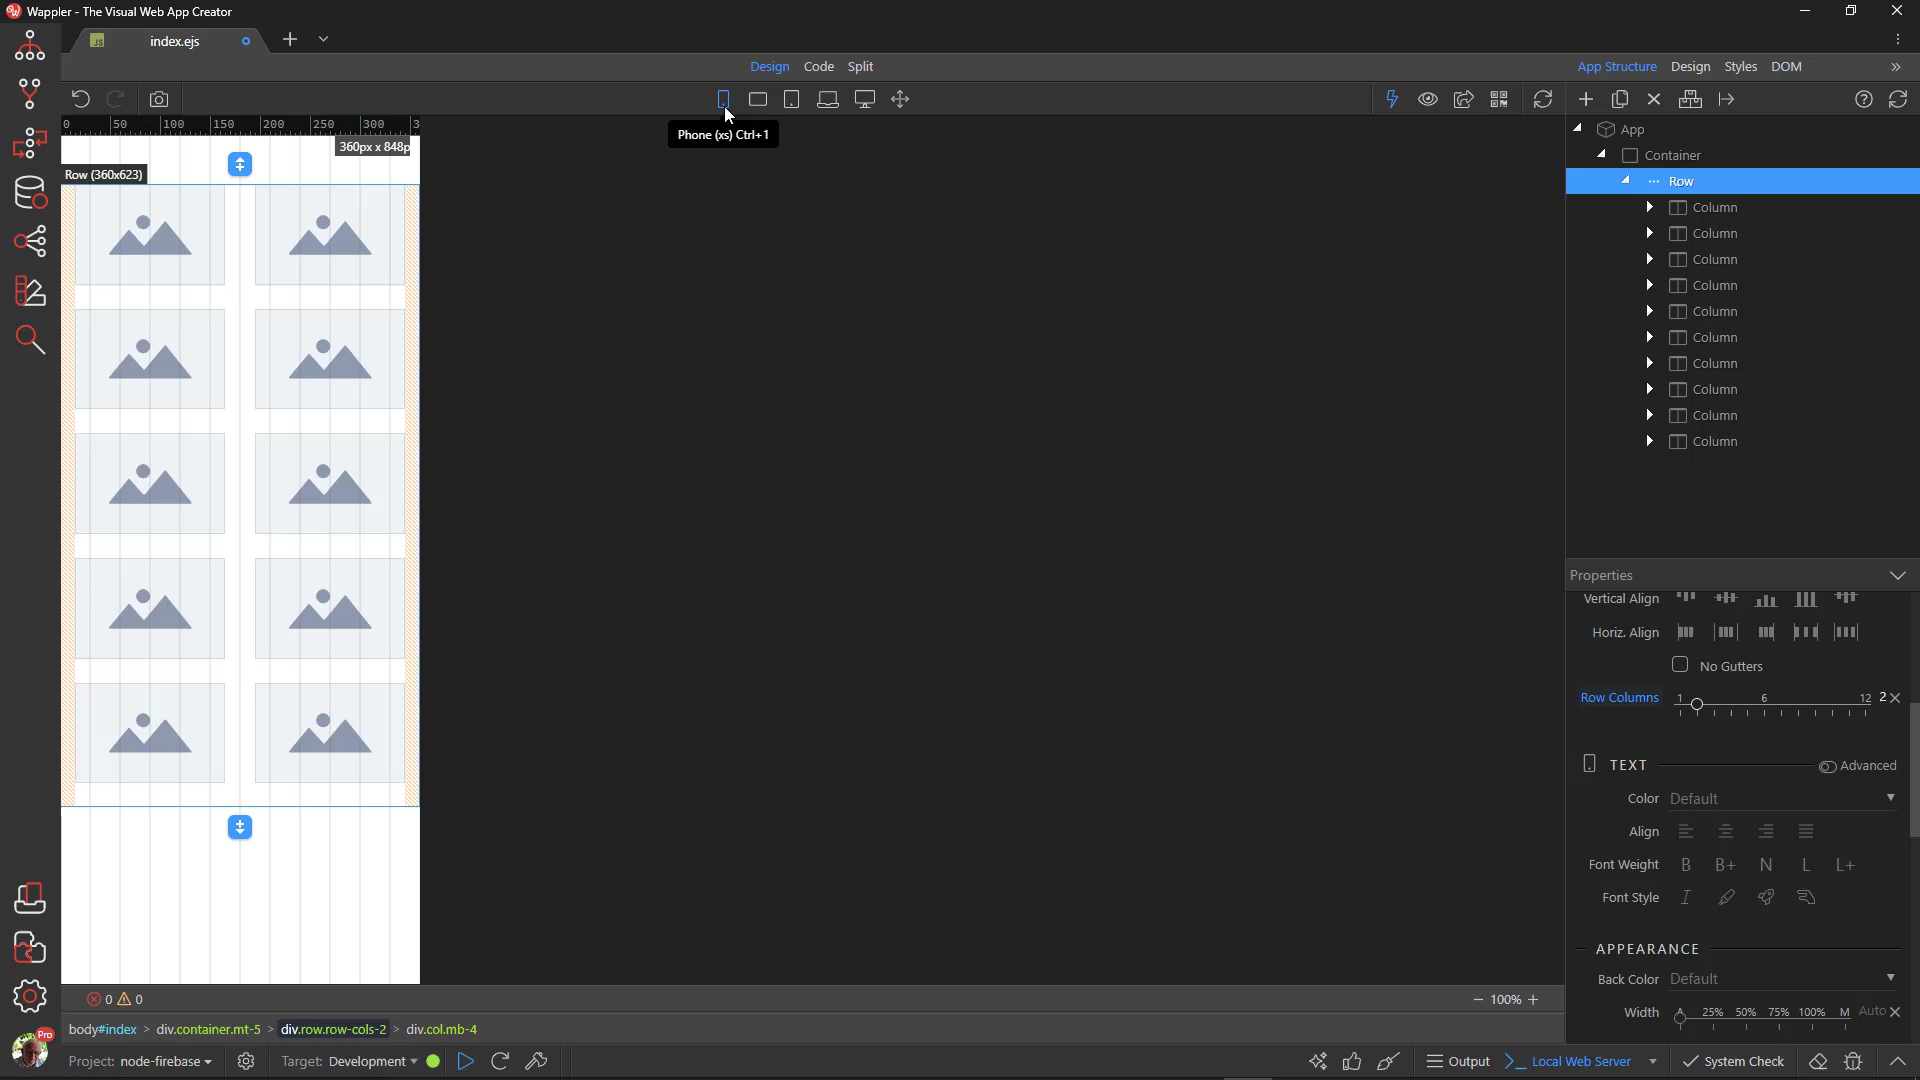 Wappler - The Visual Web App Creator
index.ejs
Design Code Split
App Structure Design Styles DOM
Phone (xs) Ctrl+1
0 50 100 150 200 250 300 3
360px x 848p
Row (360x623)
App
Container
Row
Column
Column
Column
Column
Column
Column
Column
Column
Column
Column
Properties
Vertical Align
Horiz. Align
No Gutters
Row Columns 1 6 12 2
TEXT Advanced
Color Default
Align
Font Weight B B+ N L L+
Font Style
APPEARANCE
Back Color Default
Width 25% 50% 75% 100% M Auto
0 0
100%
body#index > div.container.mt-5 > div.row.row-cols-2 > div.col.mb-4
Pro
Project: node-firebase Target: Development Output Local Web Server System Check